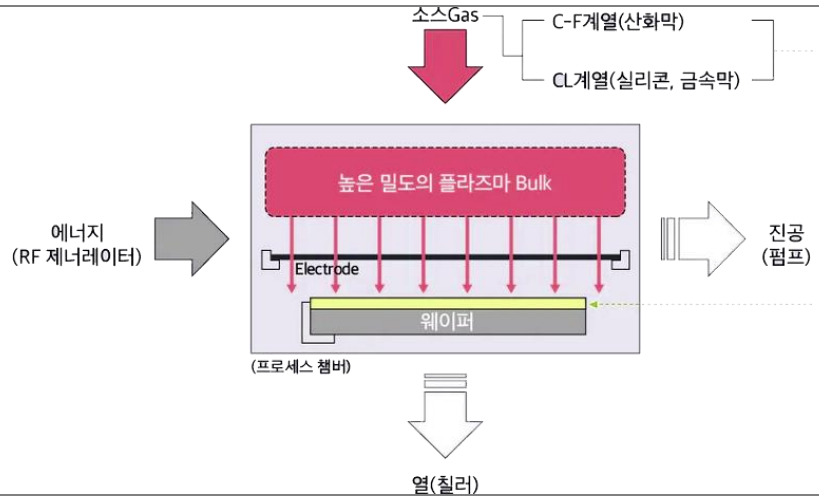 소스Gas
C-F계열(산화막)
CL계열(실리콘, 금속막)
높은 밀도의 플라즈마 Bulk
에너지
(RF 제너레이터)
진공
(펌프)
Electrode
웨이퍼
(프로세스 챔버)
열(칠러)